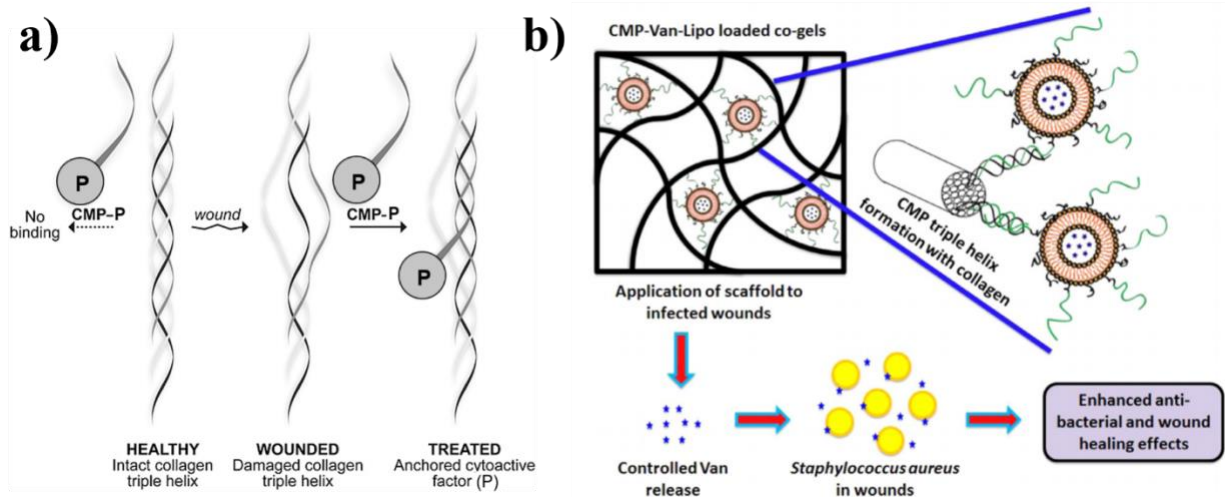 a)
P
No
binding
CMP–P
wound
P
CMP–P
P
HEALTHY
Intact collagen
triple helix
WOUNDED
Damaged collagen
triple helix
TREATED
Anchored cytoactive
factor (P)
b)
CMP-Van-Lipo loaded co-gels
CMP triple helix
formation with collagen
Application of scaffold to
infected wounds
Controlled Van
release
Staphylococcus aureus
in wounds
Enhanced anti-
bacterial and wound
healing effects